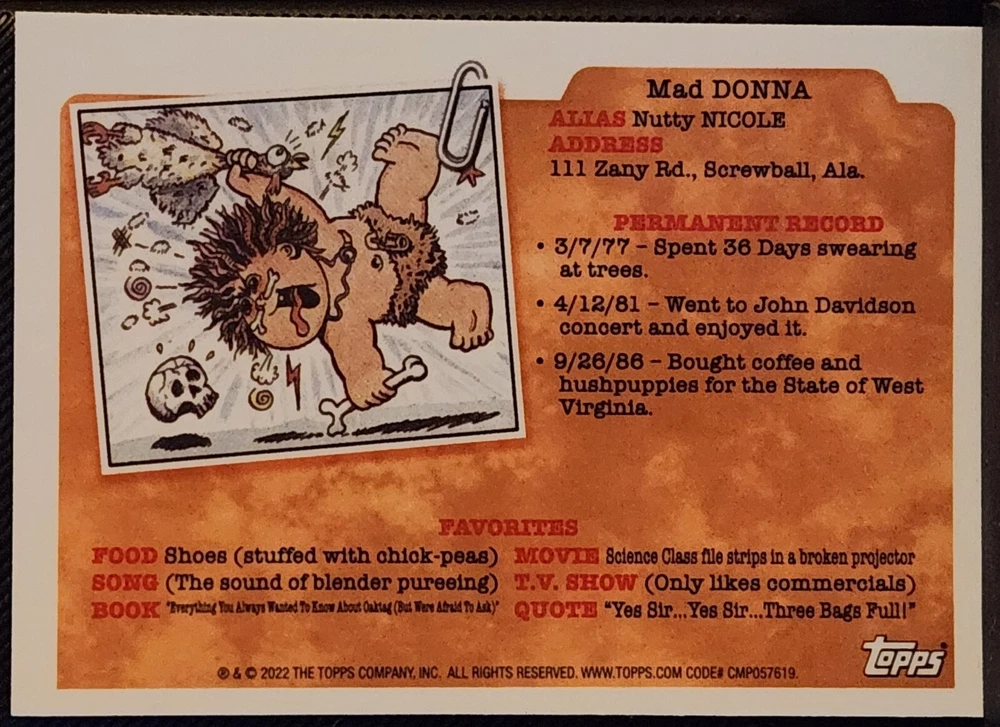 Mad DONNA
ALIAS Nutty NICOLE
ADDRESS
111 Zany Rd., Screwball, Ala.
PERMANENT RECORD
• 3/7/77 – Spent 36 Days swearing
at trees.
• 4/12/81 – Went to John Davidson
concert and enjoyed it.
• 9/26/86 – Bought coffee and
hushpuppies for the State of West
Virginia.
FAVORITES
FOOD Shoes (stuffed with chick-peas)
SONG (The sound of blender pureeing)
BOOK "Everything You Always Wanted To Know About Oaktag (But Were Afraid To Ask)"
MOVIE Science Class file strips in a broken projector
T.V. SHOW (Only likes commercials)
QUOTE "Yes Sir...Yes Sir...Three Bags Full!"
topps
® & © 2022 THE TOPPS COMPANY, INC. ALL RIGHTS RESERVED. WWW.TOPPS.COM CODE# CMP057619.